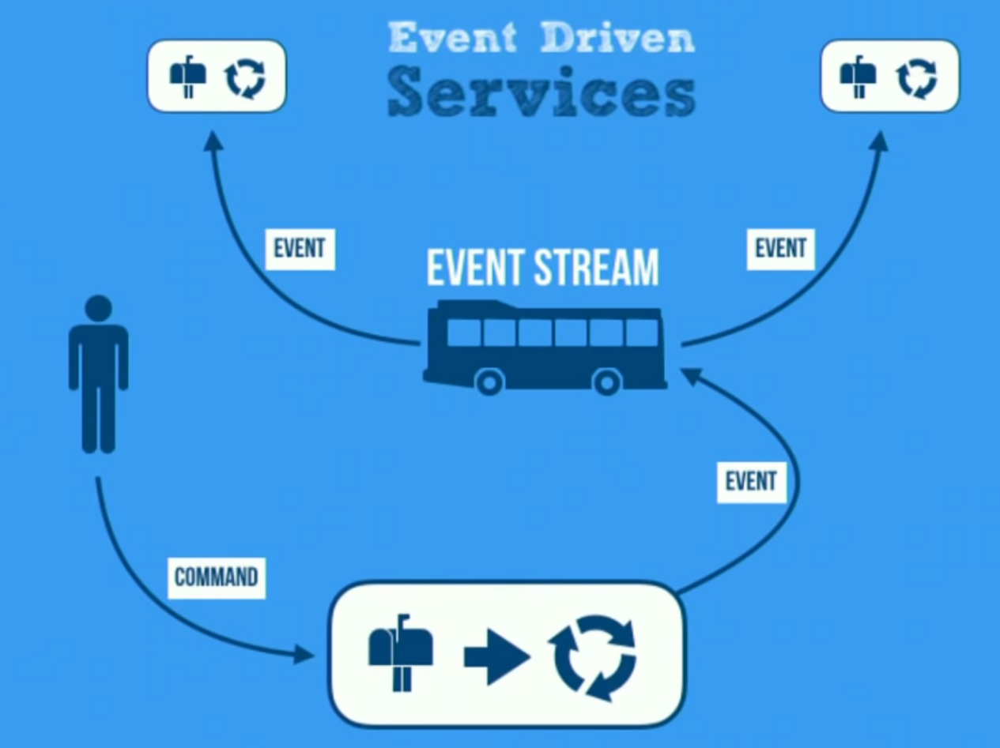 Event Driven
Services
EVENT
EVENT STREAM
EVENT
EVENT
COMMAND